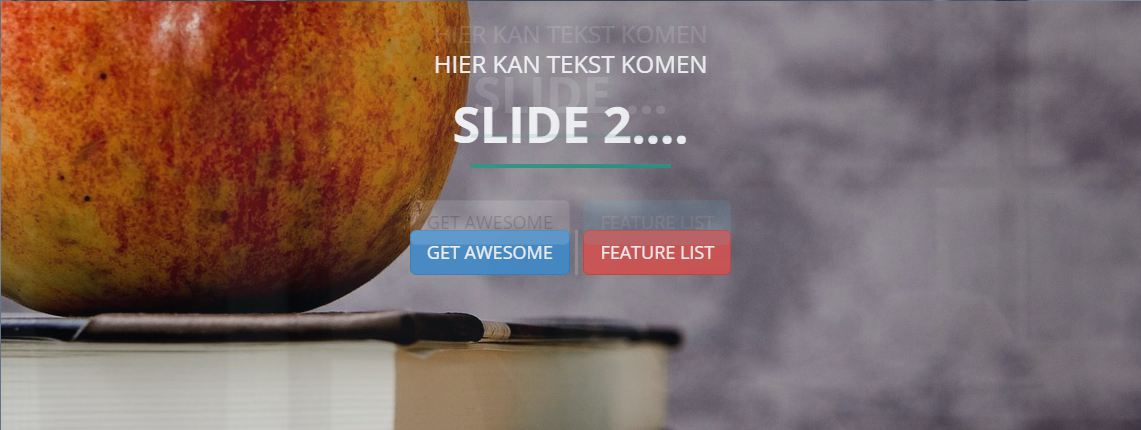 HIER KAN TEKST KOMEN
HIER KAN TEKST KOMEN
SLIDE ...
SLIDE 2....
GET AWESOME FEATURE LIST
GET AWESOME FEATURE LIST